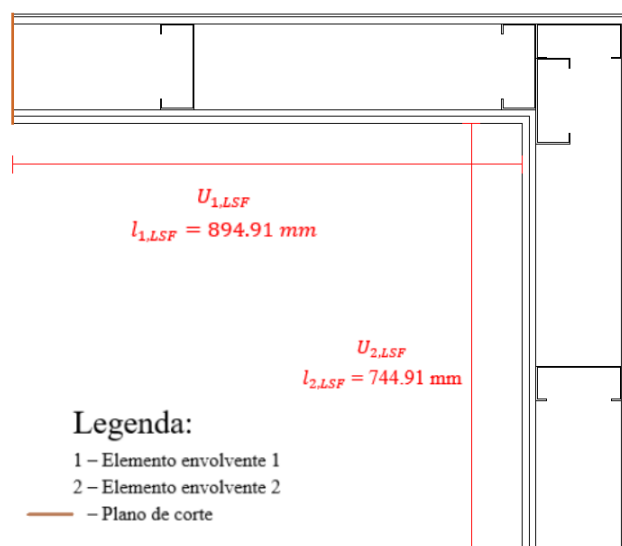 U1,LSF
l1,LSF = 894.91 mm
U2,LSF
l2,LSF = 744.91 mm
Legenda:
1 – Elemento envolvente 1
2 – Elemento envolvente 2
– Plano de corte